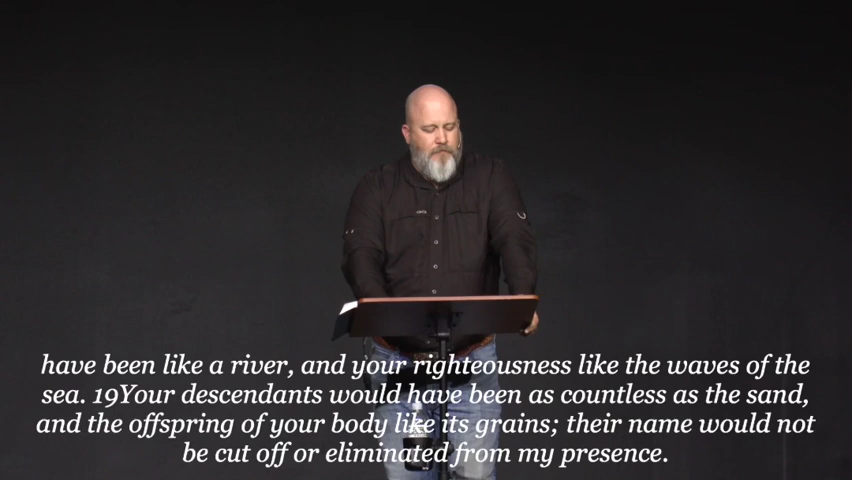 have been like a river, and your righteousness like the waves of the
sea. 19Your descendants would have been as countless as the sand,
and the offspring of your body like its grains; their name would not
be cut off or eliminated from my presence.